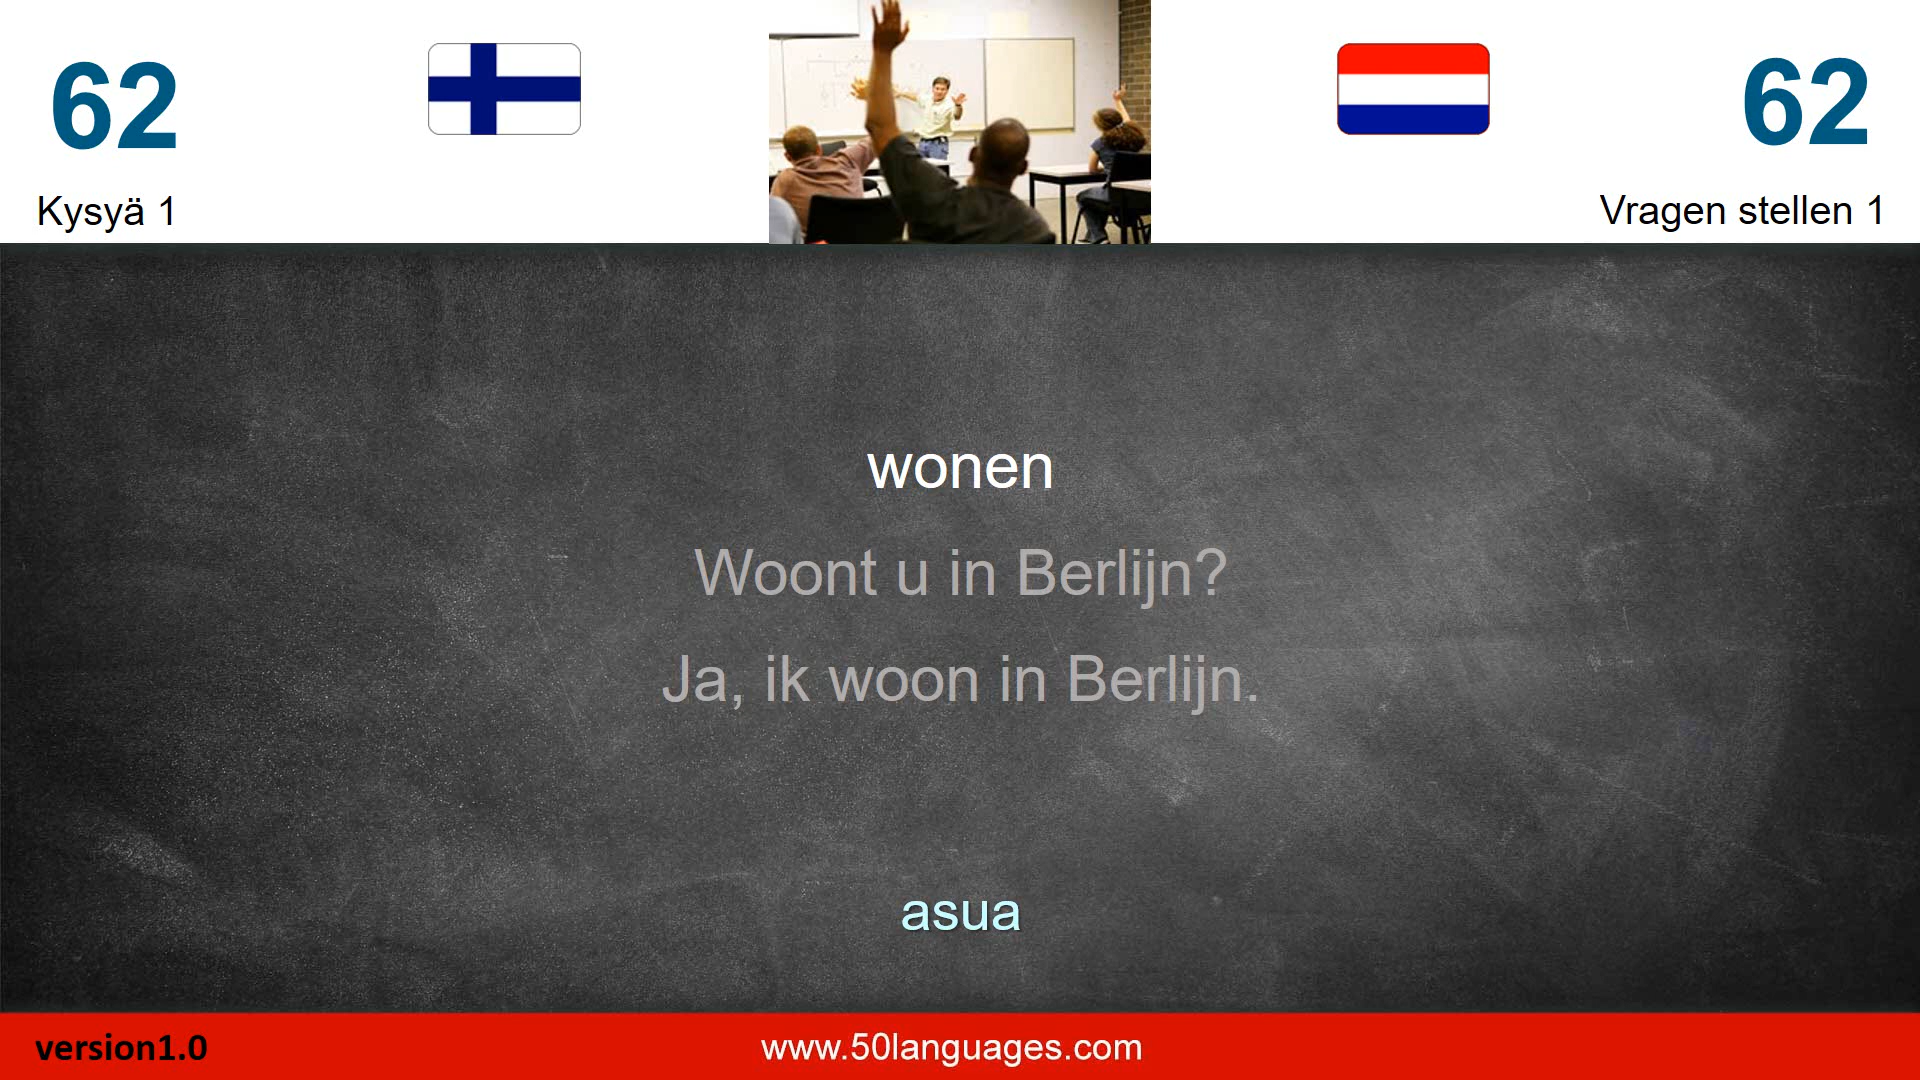 62
62
Kysyä 1
Vragen stellen 1
wonen
Woont u in Berlijn?
Ja, ik woon in Berlijn.
asua
version1.0
www.50languages.com